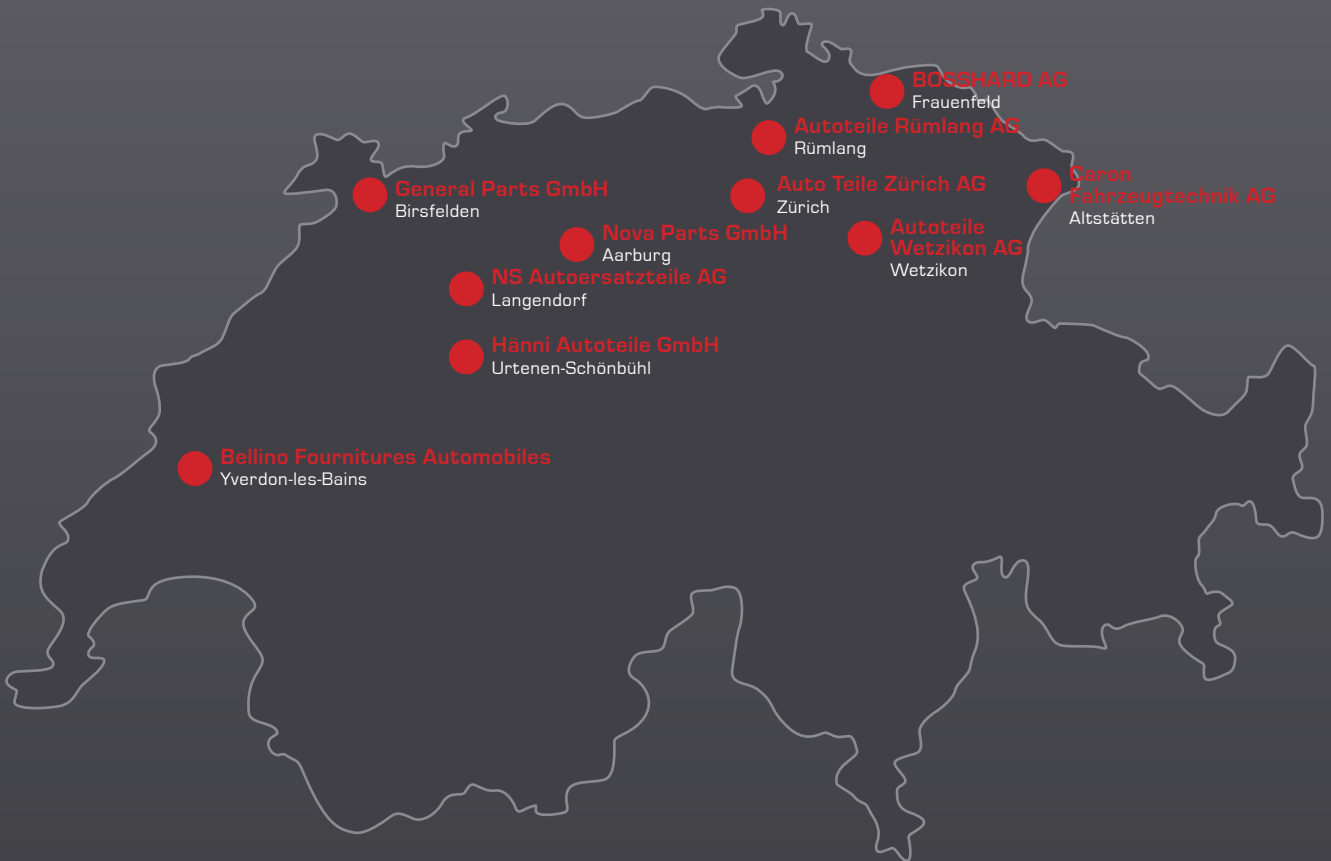 BOSSHARD AG
Frauenfeld
Autoteile Rümlang AG
Rümlang
Caron
Fahrzeugtechnik AG
Altstätten
General Parts GmbH
Birsfelden
Auto Teile Zürich AG
Zürich
Autoteile
Wetzikon AG
Wetzikon
Nova Parts GmbH
Aarburg
NS Autoersatzteile AG
Langendorf
Hänni Autoteile GmbH
Urtenen-Schönbühl
Bellino Fournitures Automobiles
Yverdon-les-Bains